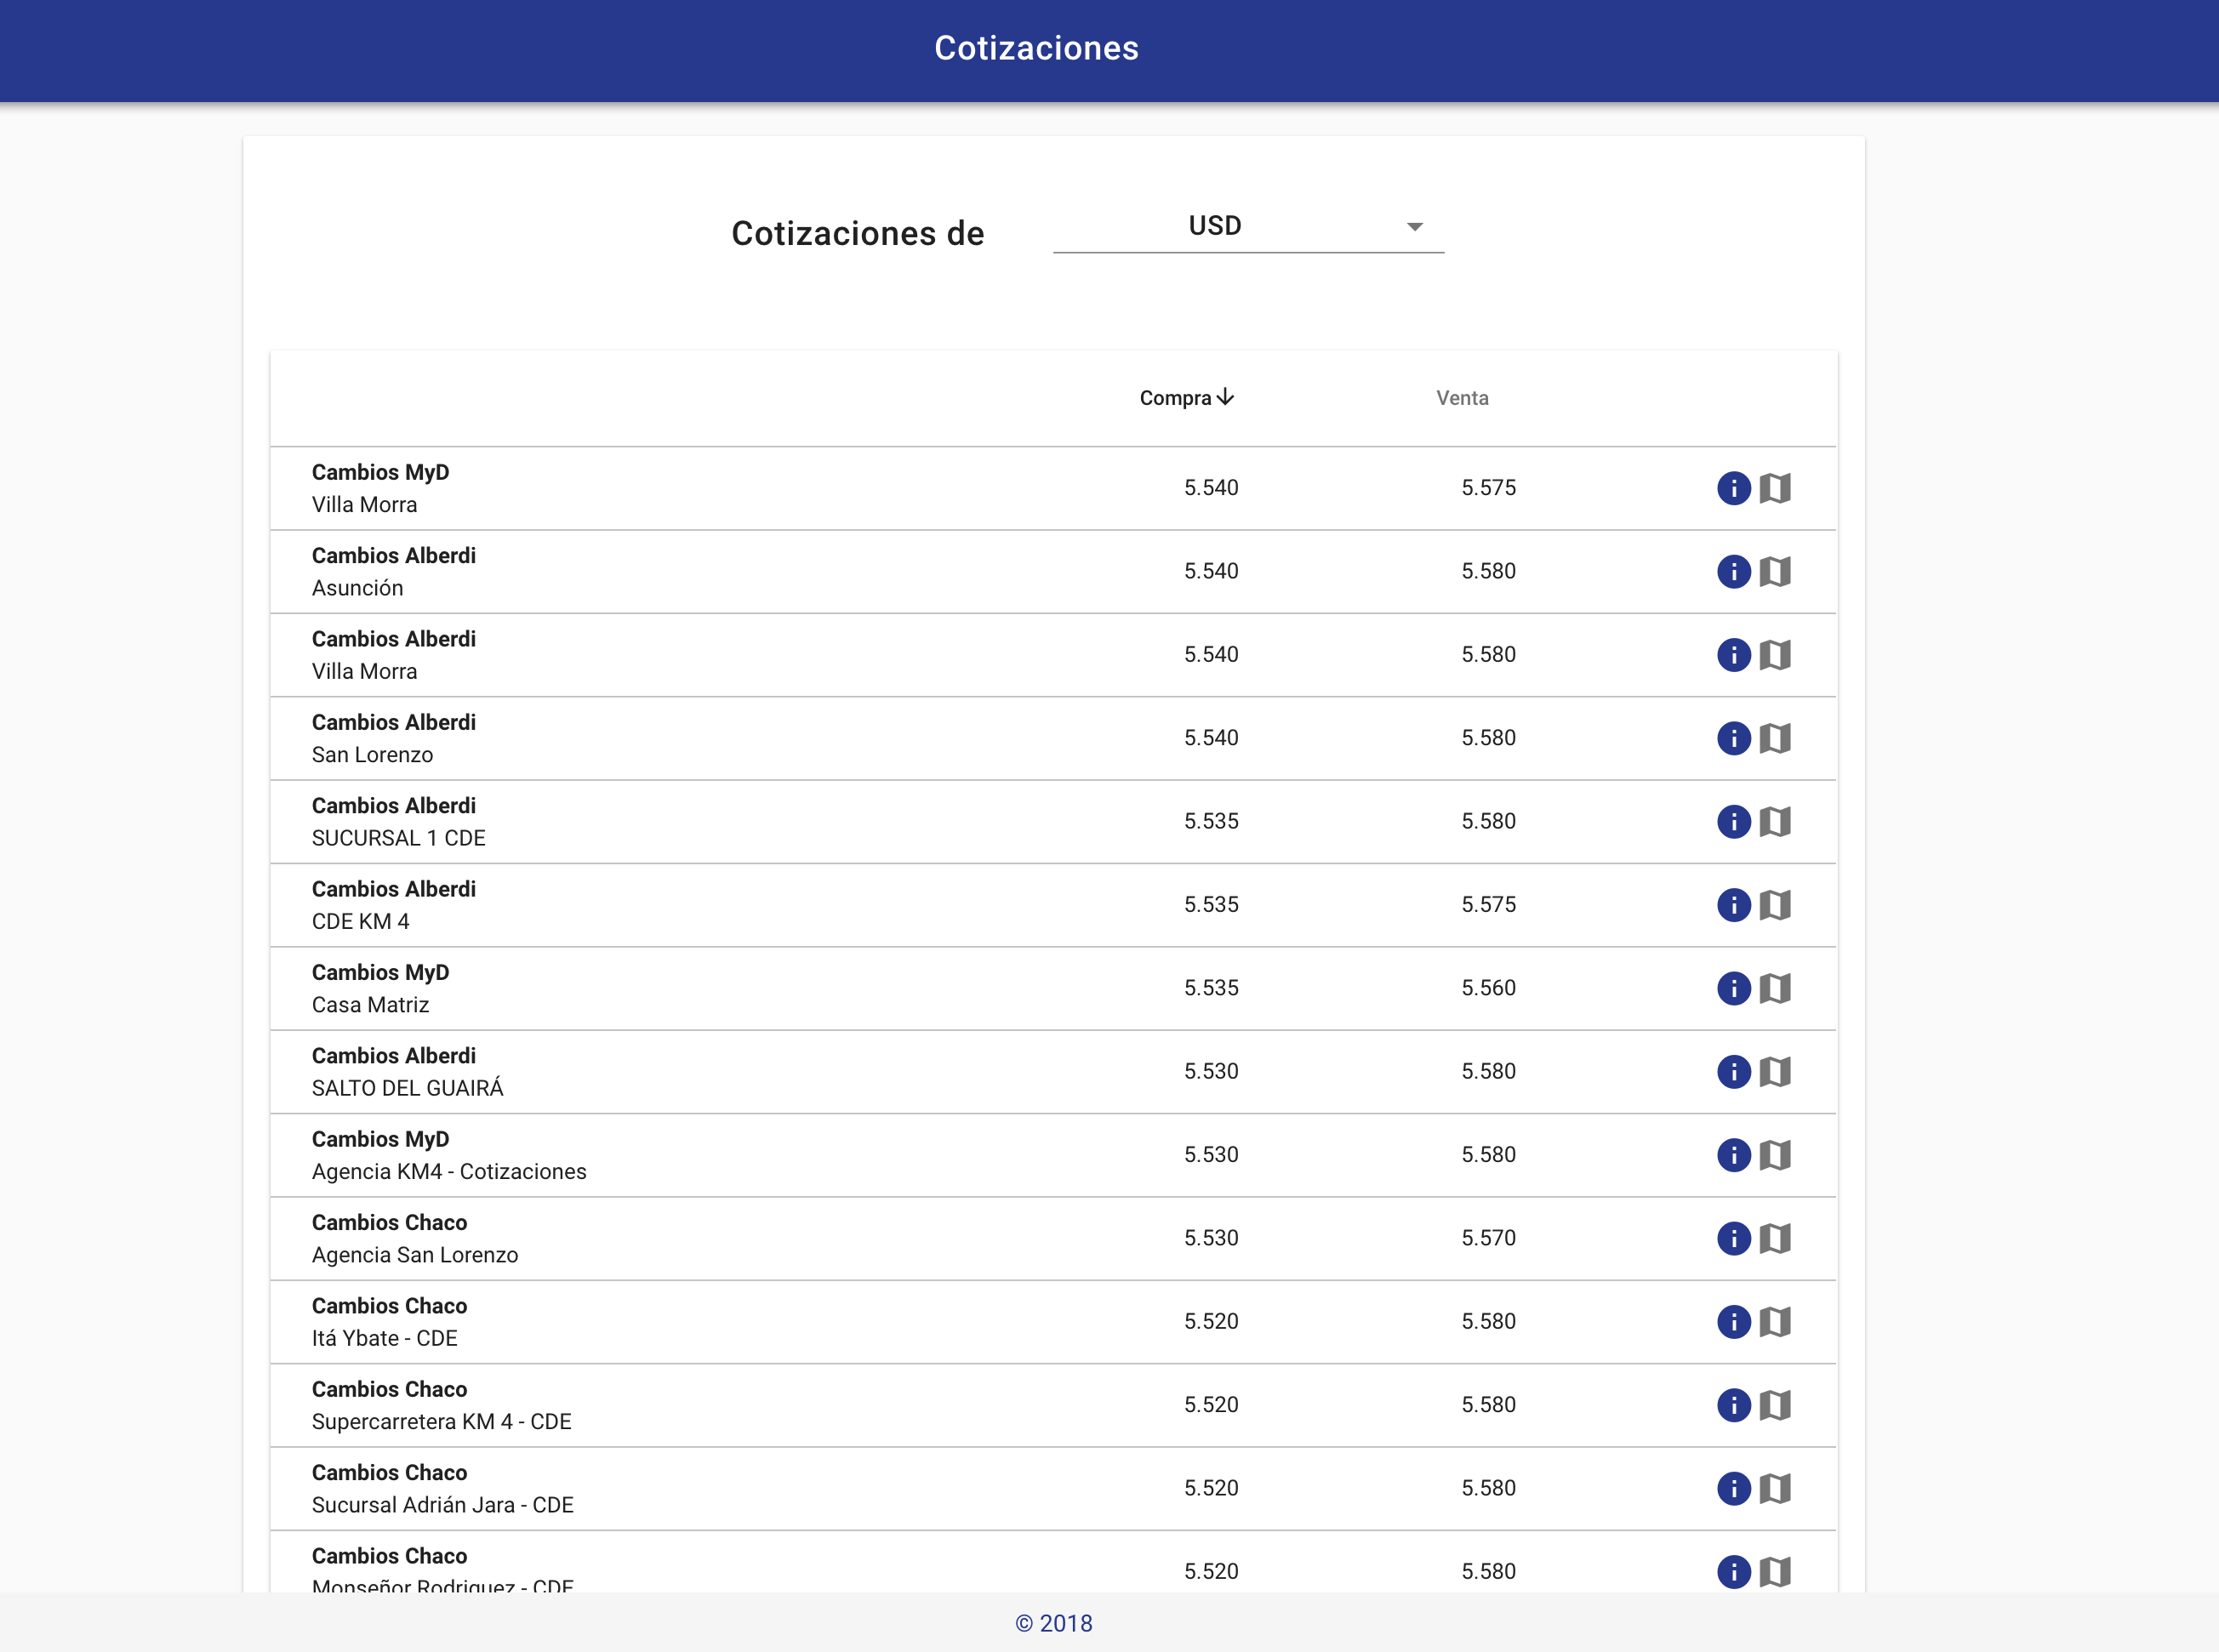 Cotizaciones
Cotizaciones de USD
Compra Venta
Cambios MyD
Villa Morra
5.540 5.575
Cambios Alberdi
Asunción
5.540 5.580
Cambios Alberdi
Villa Morra
5.540 5.580
Cambios Alberdi
San Lorenzo
5.540 5.580
Cambios Alberdi
SUCURSAL 1 CDE
5.535 5.580
Cambios Alberdi
CDE KM 4
5.535 5.575
Cambios MyD
Casa Matriz
5.535 5.560
Cambios Alberdi
SALTO DEL GUAIRÁ
5.530 5.580
Cambios MyD
Agencia KM4 - Cotizaciones
5.530 5.580
Cambios Chaco
Agencia San Lorenzo
5.530 5.570
Cambios Chaco
Itá Ybate - CDE
5.520 5.580
Cambios Chaco
Supercarretera KM 4 - CDE
5.520 5.580
Cambios Chaco
Sucursal Adrián Jara - CDE
5.520 5.580
Cambios Chaco
Monseñor Rodriguez - CDE
5.520 5.580
© 2018